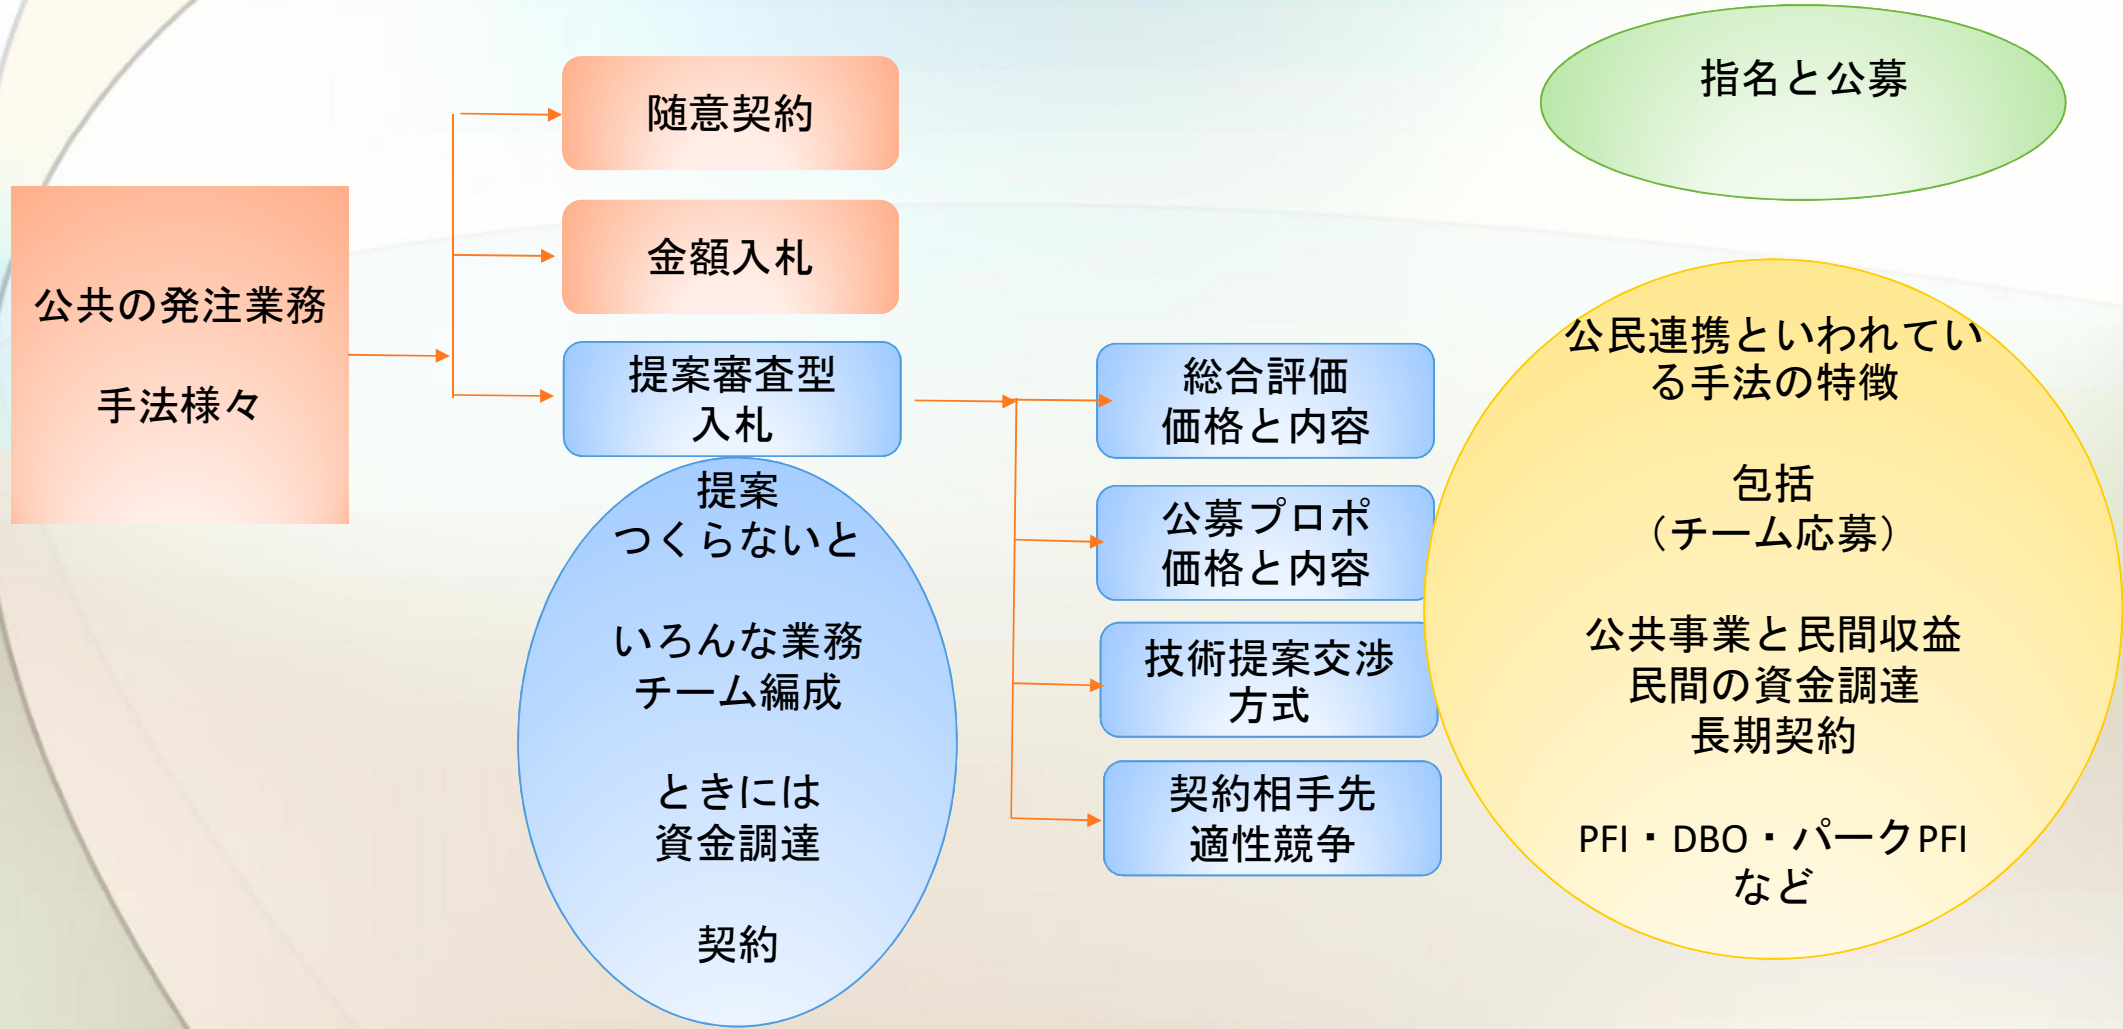 公共の発注業務
手法様々
随意契約
金額入札
提案審査型
入札
提案
つくらないと
いろんな業務
チーム編成
ときには
資金調達
契約
総合評価
価格と内容
公募プロポ
価格と内容
技術提案交渉
方式
契約相手先
適性競争
指名と公募
公民連携といわれてい
る手法の特徴
包括
（チーム応募）
公共事業と民間収益
民間の資金調達
長期契約
PFI・DBO・パークPFI
など